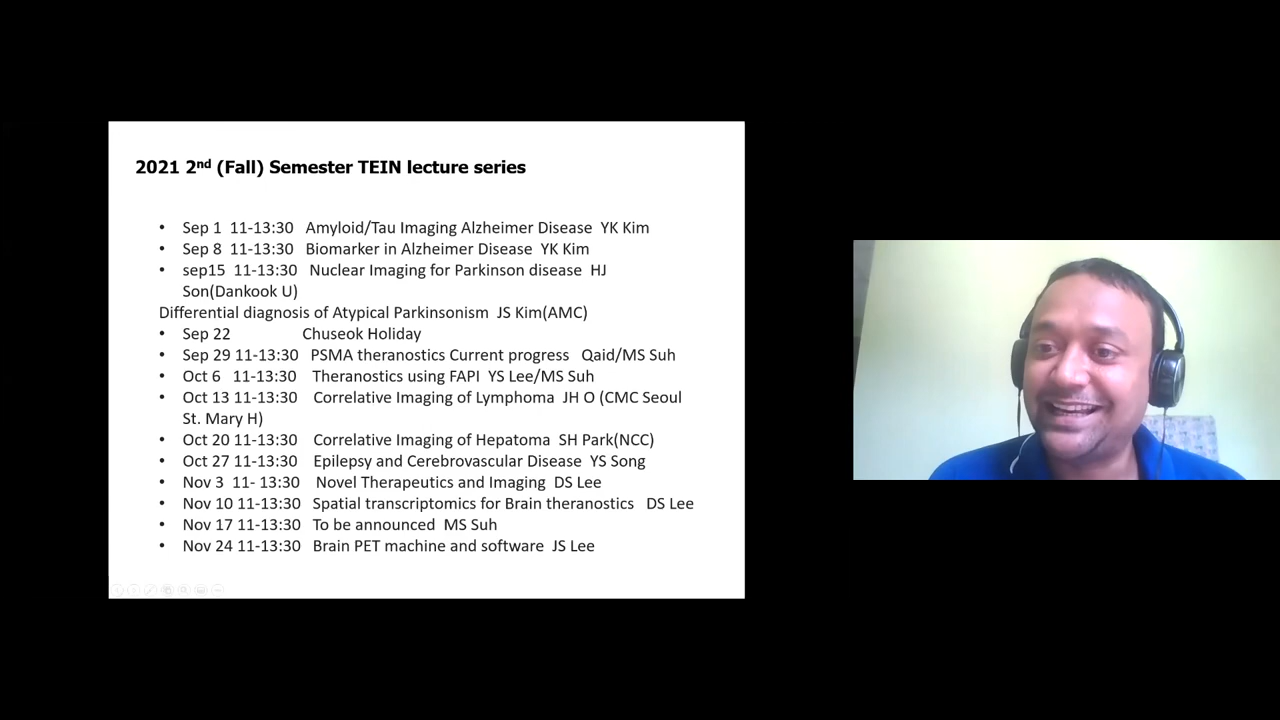 2021 2nd (Fall) Semester TEIN lecture series
• Sep 1 11-13:30 Amyloid/Tau Imaging Alzheimer Disease YK Kim
• Sep 8 11-13:30 Biomarker in Alzheimer Disease YK Kim
• sep15 11-13:30 Nuclear Imaging for Parkinson disease HJ
Son(Dankook U)
Differential diagnosis of Atypical Parkinsonism JS Kim(AMC)
• Sep 22 Chuseok Holiday
• Sep 29 11-13:30 PSMA theranostics Current progress Qaid/MS Suh
• Oct 6 11-13:30 Theranostics using FAPI YS Lee/MS Suh
• Oct 13 11-13:30 Correlative Imaging of Lymphoma JH O (CMC Seoul
St. Mary H)
• Oct 20 11-13:30 Correlative Imaging of Hepatoma SH Park(NCC)
• Oct 27 11-13:30 Epilepsy and Cerebrovascular Disease YS Song
• Nov 3 11- 13:30 Novel Therapeutics and Imaging DS Lee
• Nov 10 11-13:30 Spatial transcriptomics for Brain theranostics DS Lee
• Nov 17 11-13:30 To be announced MS Suh
• Nov 24 11-13:30 Brain PET machine and software JS Lee